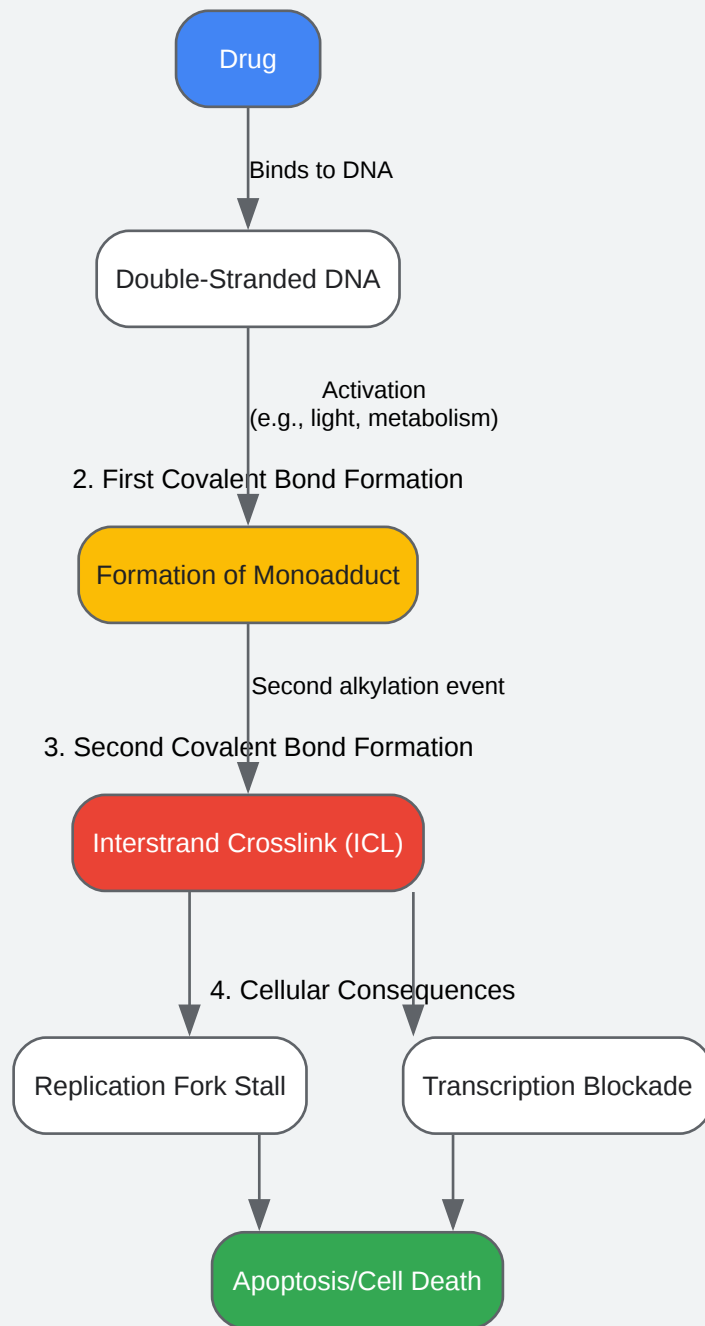 Drug
Binds to DNA
Double-Stranded DNA
Activation
(e.g., light, metabolism)
2. First Covalent Bond Formation
Formation of Monoadduct
Second alkylation event
3. Second Covalent Bond Formation
Interstrand Crosslink (ICL)
4. Cellular Consequences
Replication Fork Stall
Transcription Blockade
Apoptosis/Cell Death